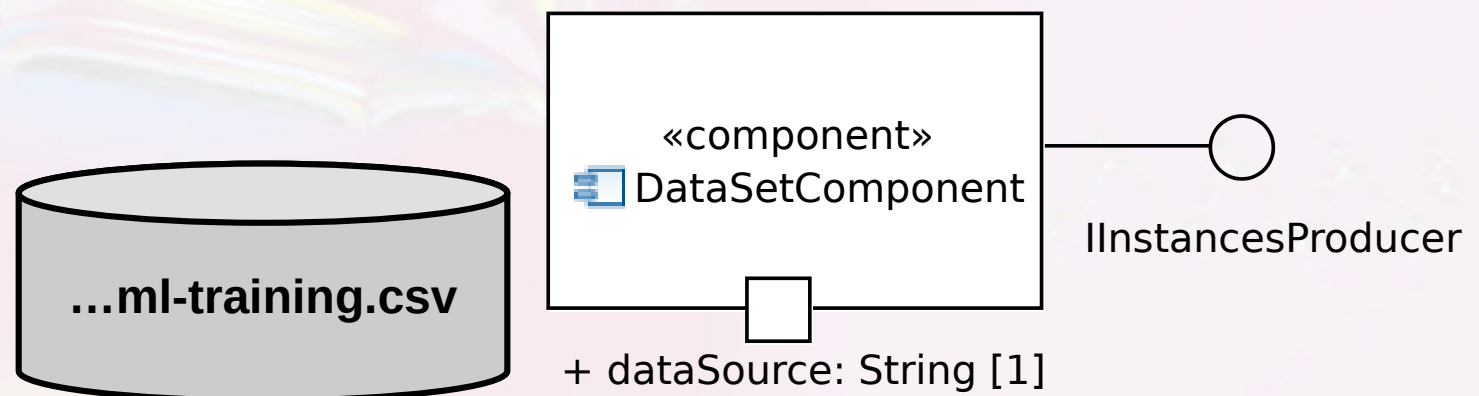 «component»
DataSetComponent
IInstancesProducer
...ml-training.csv
+ dataSource: String [1]